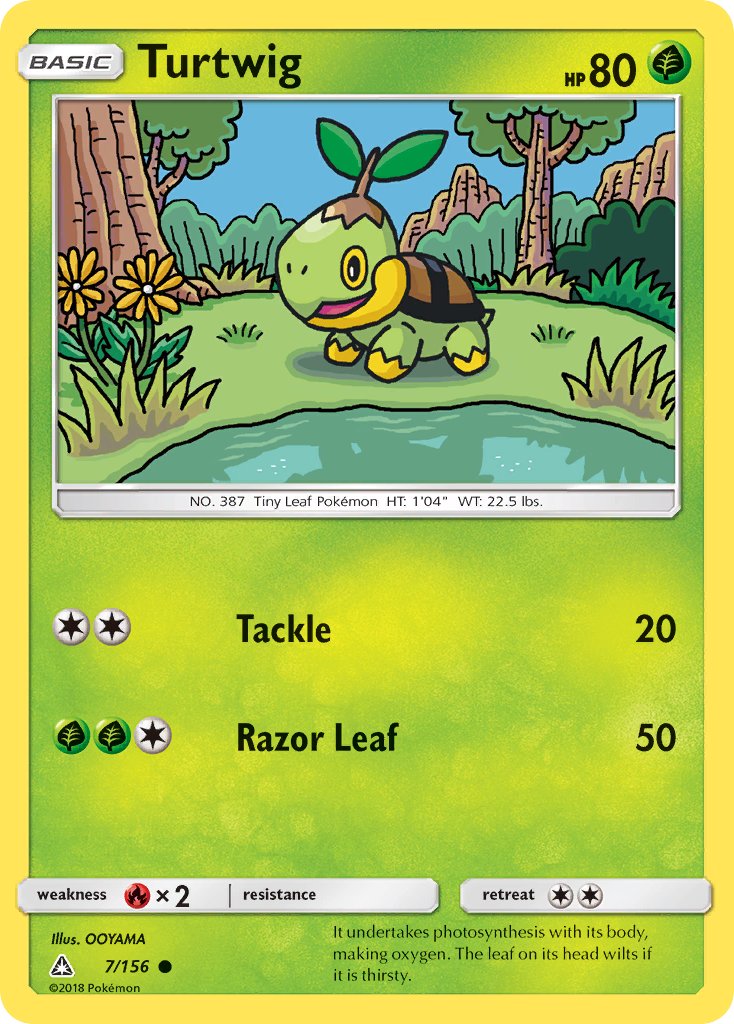 BASIC Turtwig HP 80
NO. 387 Tiny Leaf Pokémon HT: 1'04" WT: 22.5 lbs.
Tackle 20
Razor Leaf 50
weakness × 2 resistance retreat
Illus. OOYAMA
7/156
©2018 Pokémon
It undertakes photosynthesis with its body,
making oxygen. The leaf on its head wilts if
it is thirsty.